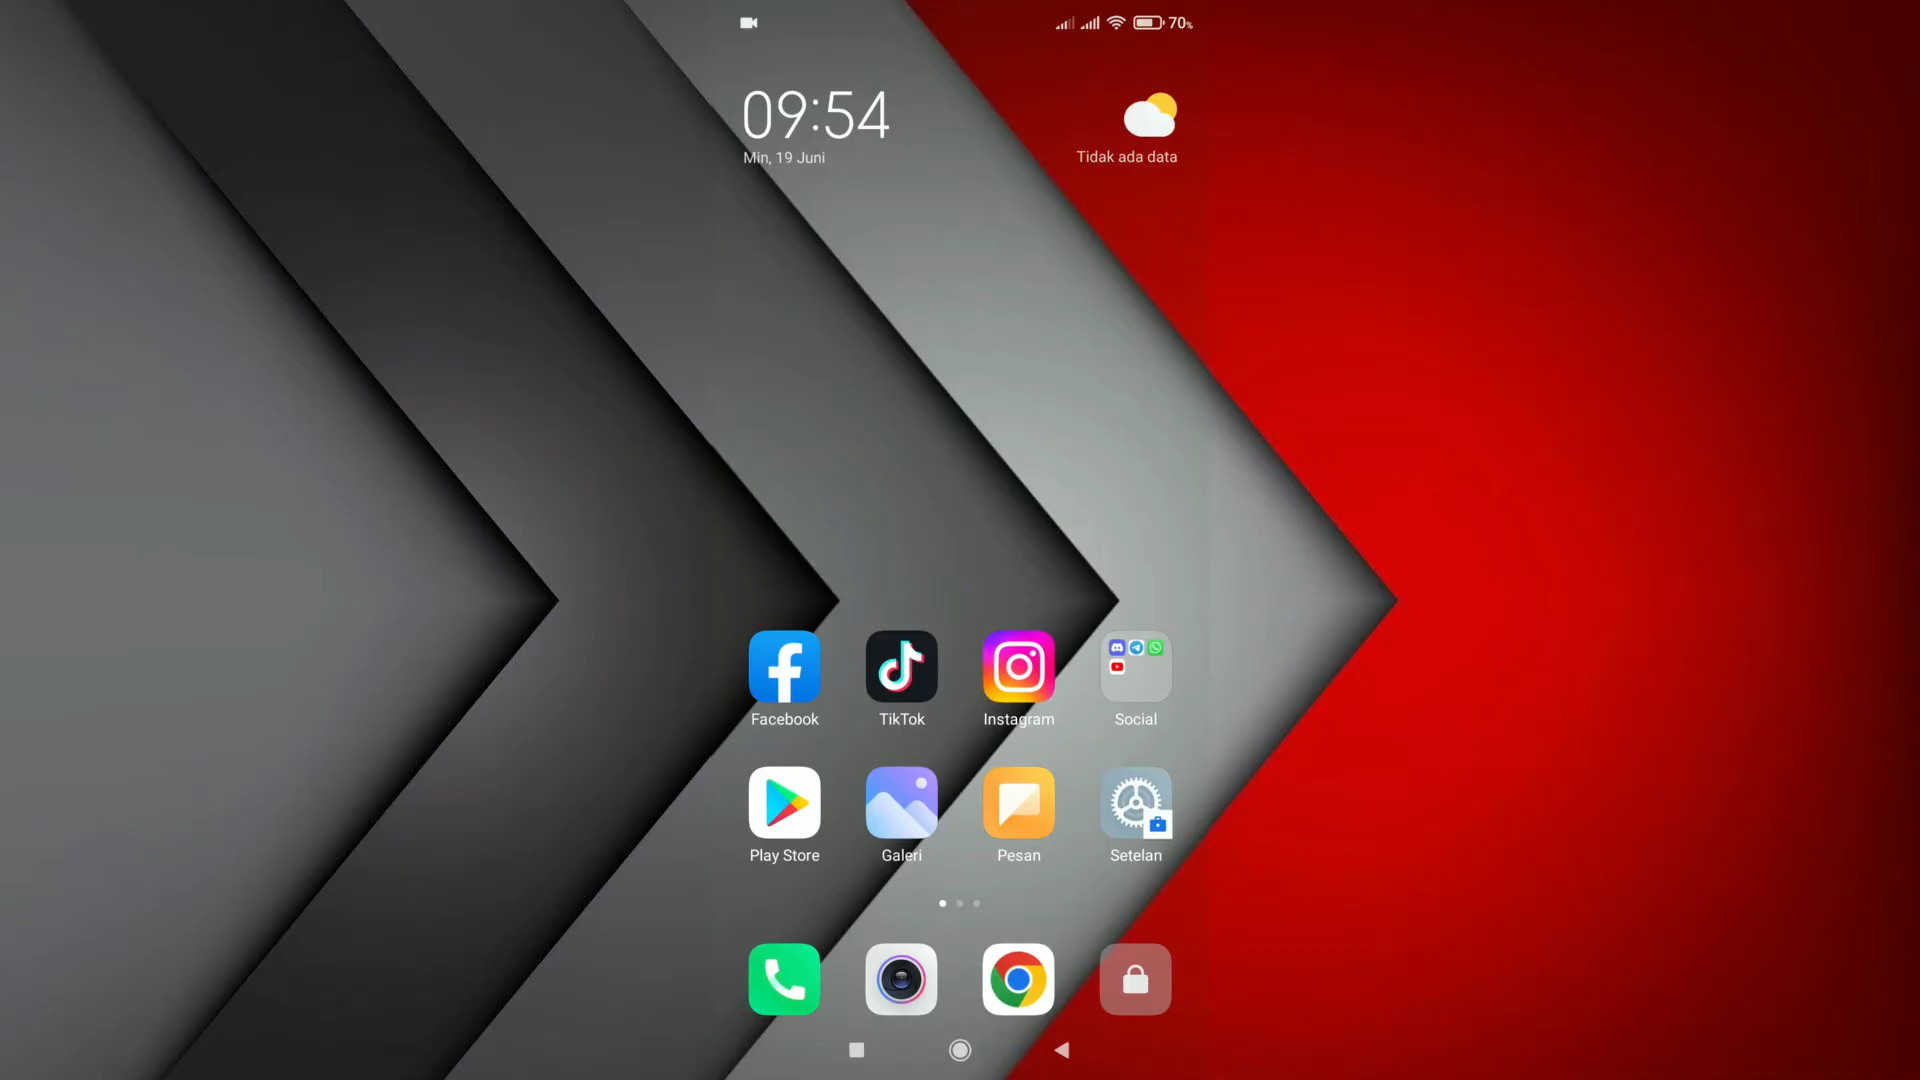 70%
09:54
Min, 19 Juni
Tidak ada data
Facebook
TikTok
Instagram
Social
Play Store
Galeri
Pesan
Setelan